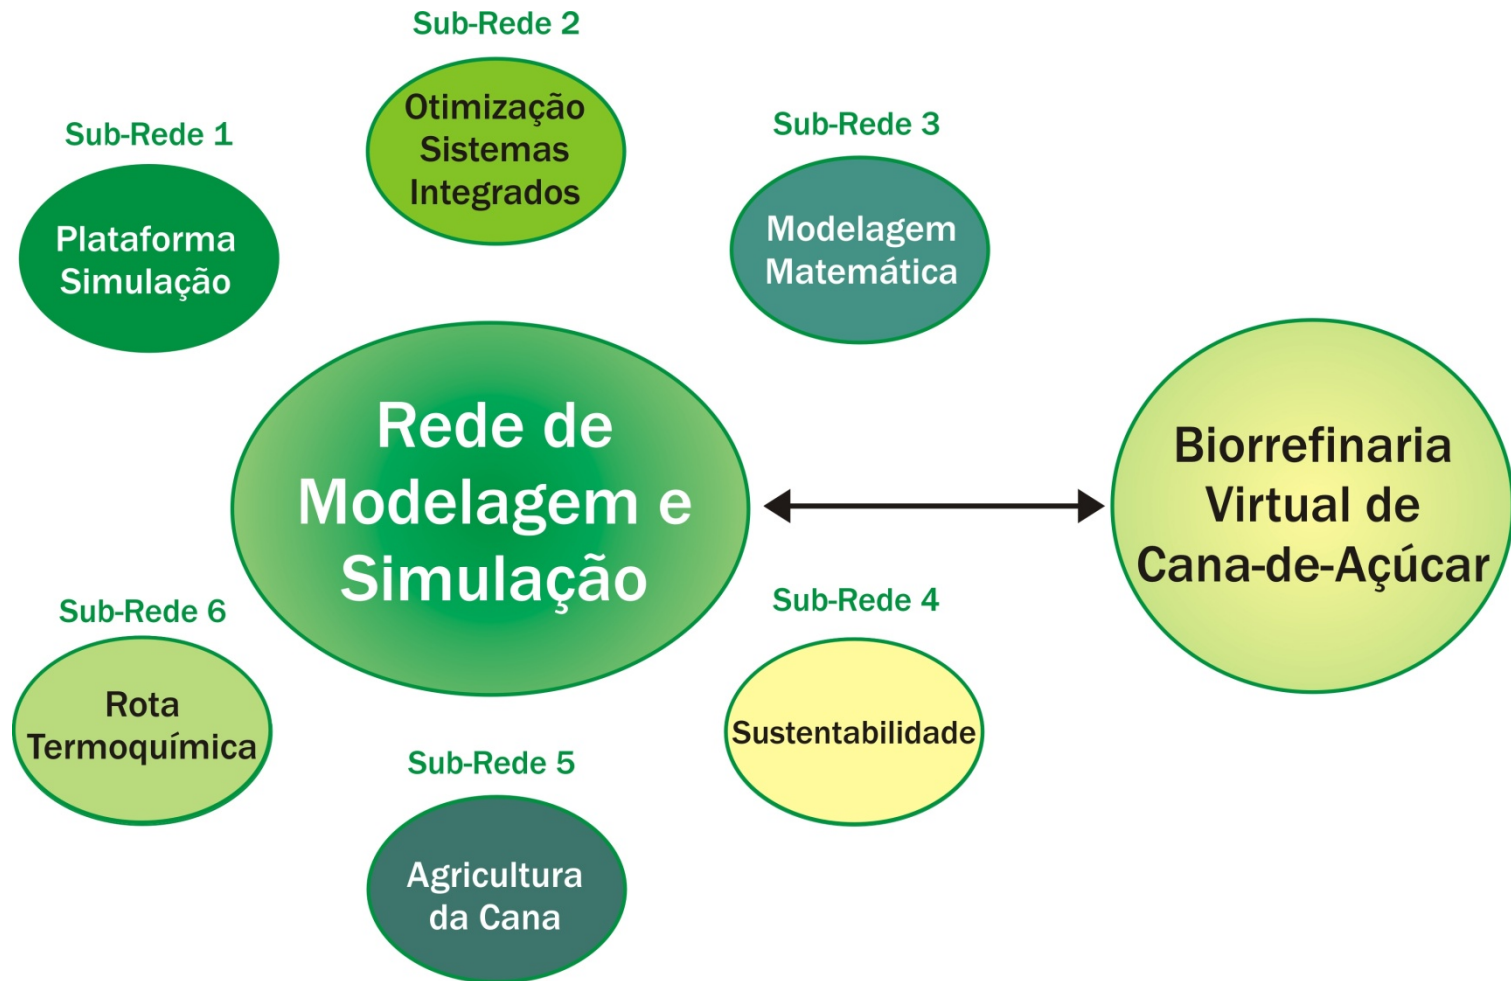 Sub-Rede 1
Plataforma
Simulação
Sub-Rede 2
Otimização
Sistemas
Integrados
Sub-Rede 3
Modelagem
Matemática
Rede de
Modelagem e
Simulação
Biorrefinaria
Virtual de
Cana-de-Açúcar
Sub-Rede 4
Sustentabilidade
Sub-Rede 5
Agricultura
da Cana
Sub-Rede 6
Rota
Termoquímica